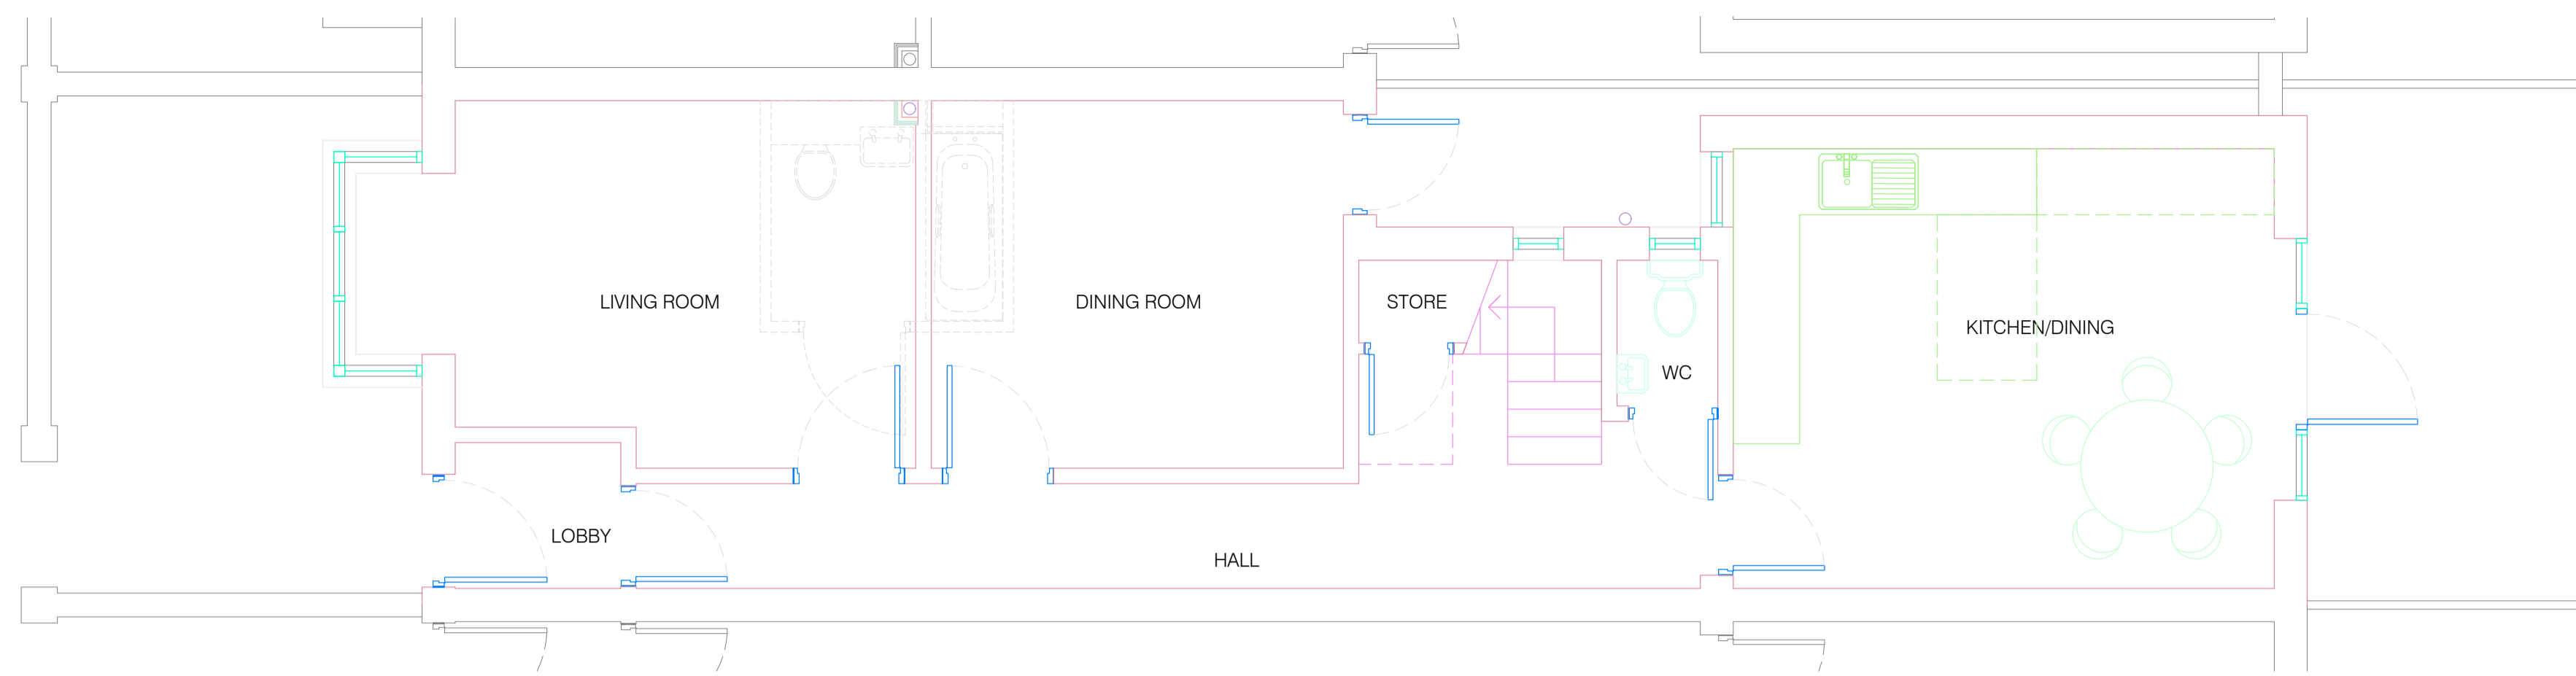 LIVING ROOM
DINING ROOM
STORE
KITCHEN/DINING
WC
LOBBY
HALL